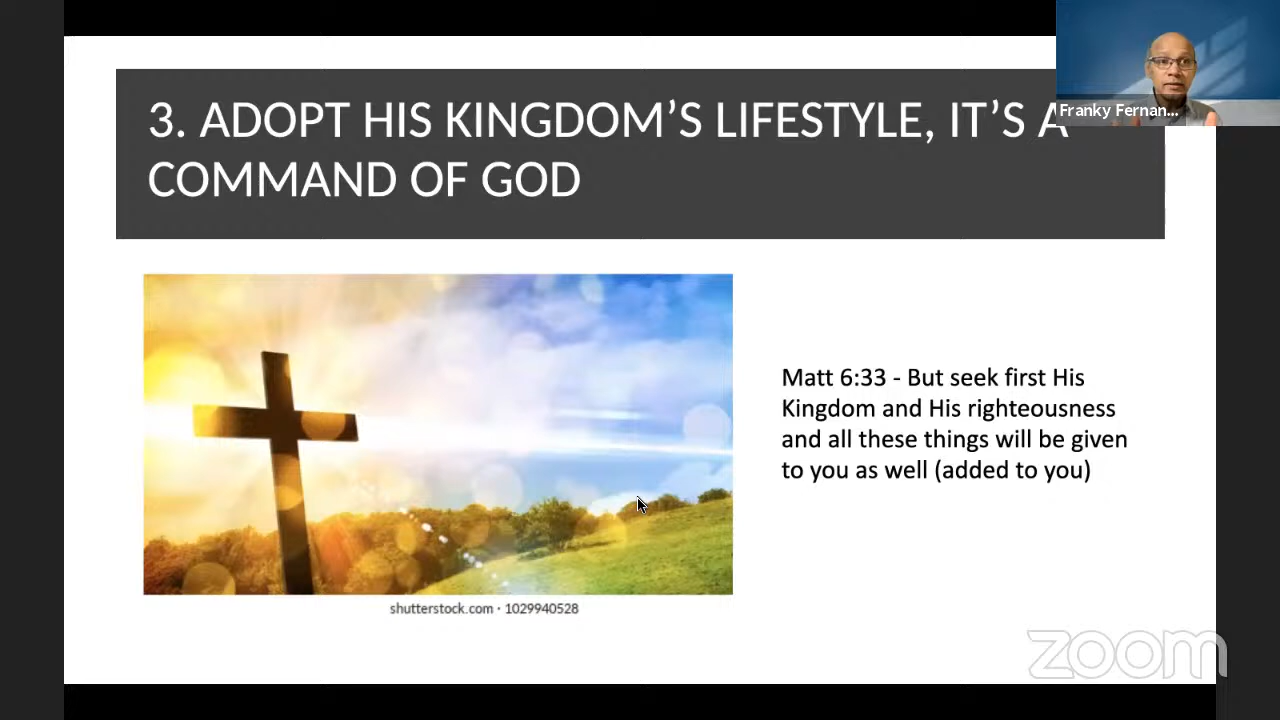 3. ADOPT HIS KINGDOM’S LIFESTYLE, IT’S A
COMMAND OF GOD
Franky Fernan...
Matt 6:33 - But seek first His
Kingdom and His righteousness
and all these things will be given
to you as well (added to you)
shutterstock.com · 1029940528
zoom